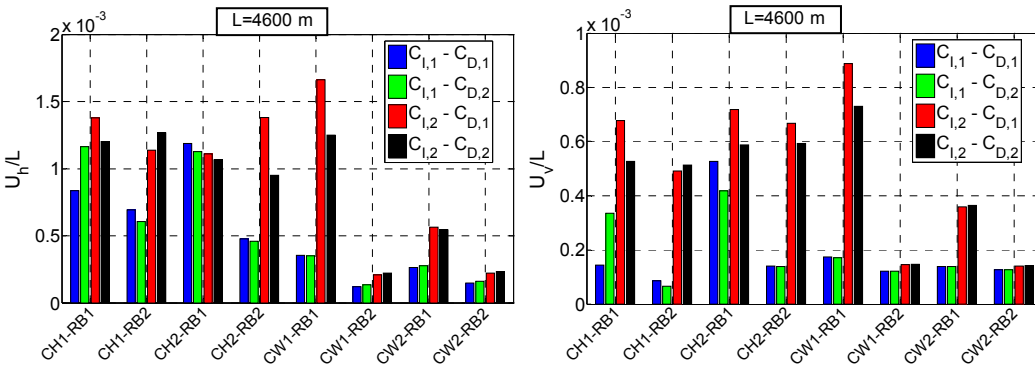 x 10^-3
L=4600 m
2
1.5
1
0.5
0
U_h/L
C_I,1 - C_D,1
C_I,1 - C_D,2
C_I,2 - C_D,1
C_I,2 - C_D,2
CH1-RB1
CH1-RB2
CH2-RB1
CH2-RB2
CW1-RB1
CW1-RB2
CW2-RB1
CW2-RB2
x 10^-3
L=4600 m
1
0.8
0.6
0.4
0.2
0
U_v/L
C_I,1 - C_D,1
C_I,1 - C_D,2
C_I,2 - C_D,1
C_I,2 - C_D,2
CH1-RB1
CH1-RB2
CH2-RB1
CH2-RB2
CW1-RB1
CW1-RB2
CW2-RB1
CW2-RB2